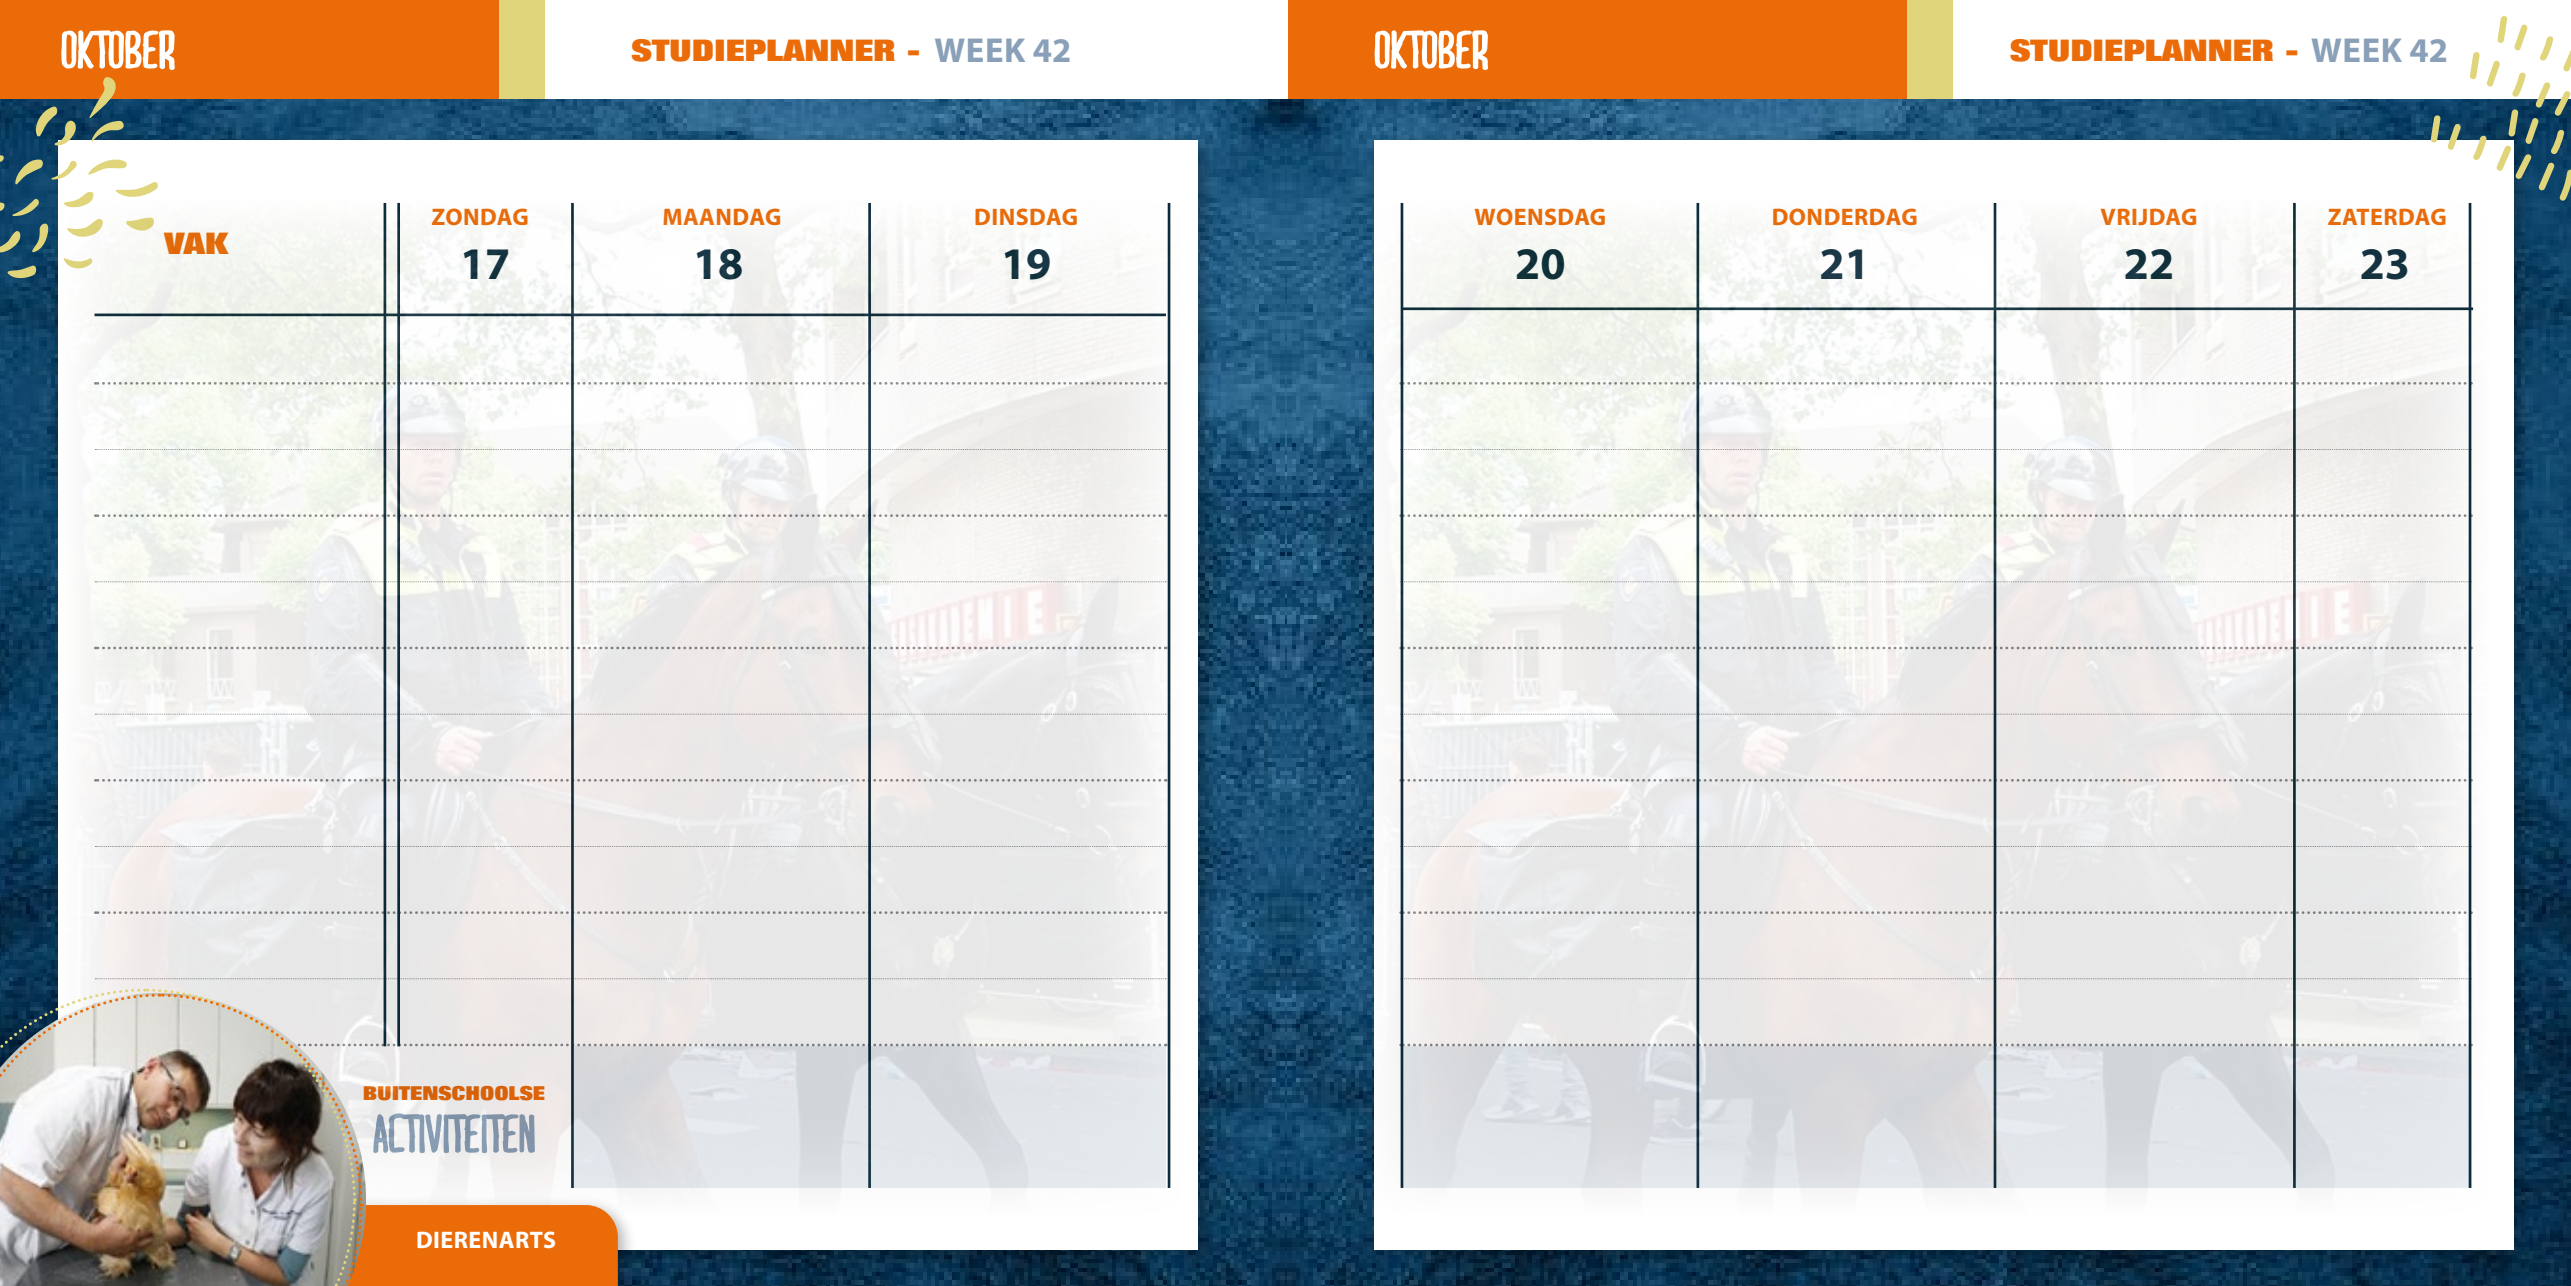 OKTOBER
STUDIEPLANNER - WEEK 42
VAK
ZONDAG
17
MAANDAG
18
DINSDAG
19
BUITENSCHOOLSE
ACTIVITEITEN
DIERENARTS
OKTOBER
STUDIEPLANNER - WEEK 42
WOENSDAG
20
DONDERDAG
21
VRIJDAG
22
ZATERDAG
23